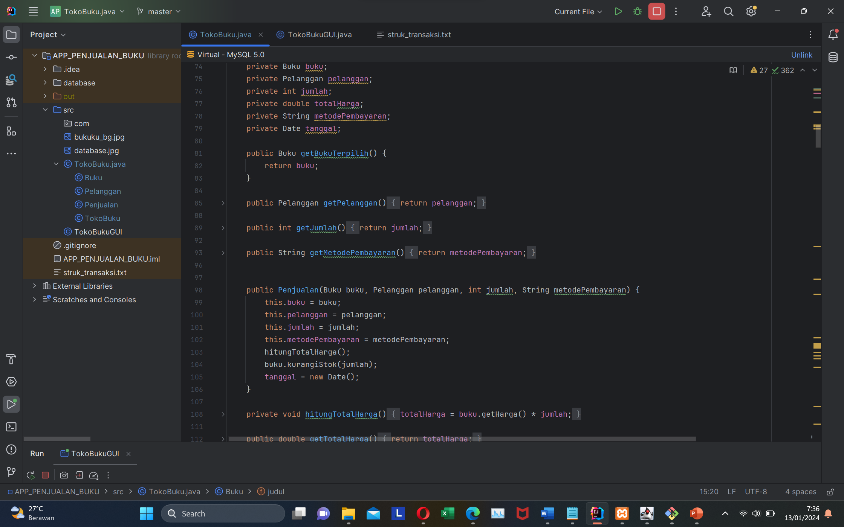 AP TokoBuku.java
master
Current File
Project
TokoBuku.java
TokoBukuGUI.java
struk_transaksi.txt
APP_PENJUALAN_BUKU library ro
Virtual - MySQL 5.0
Unlink
.idea
database
out
src
com
bukuku_bg.jpg
database.jpg
TokoBuku.java
Buku
Pelanggan
Penjualan
TokoBuku
TokoBukuGUI
.gitignore
APP_PENJUALAN_BUKU.iml
struk_transaksi.txt
External Libraries
Scratches and Consoles
27 362
74 private Buku buku;
75 private Pelanggan pelanggan;
76 private int jumlah;
77 private double totalHarga;
78 private String metodePembayaran;
79 private Date tanggal;
80
81 public Buku getBukuTerpilih() {
82 return buku;
83 }
84
85 public Pelanggan getPelanggan() { return pelanggan; }
88
89 public int getJumlah() { return jumlah; }
92
93 public String getMetodePembayaran() { return metodePembayaran; }
96
97
98 public Penjualan(Buku buku, Pelanggan pelanggan, int jumlah, String metodePembayaran) {
99 this.buku = buku;
100 this.pelanggan = pelanggan;
101 this.jumlah = jumlah;
102 this.metodePembayaran = metodePembayaran;
103 hitungTotalHarga();
104 buku.kurangiStok(jumlah);
105 tanggal = new Date();
106 }
107
108 private void hitungTotalHarga() { totalHarga = buku.getHarga() * jumlah; }
111
112 public double getTotalHarga() { return totalHarga; }
Run
TokoBukuGUI
APP_PENJUALAN_BUKU > src > TokoBuku.java > Buku > judul
15:20 LF UTF-8 4 spaces
27°C
Berawan
Search
7:36
13/01/2024